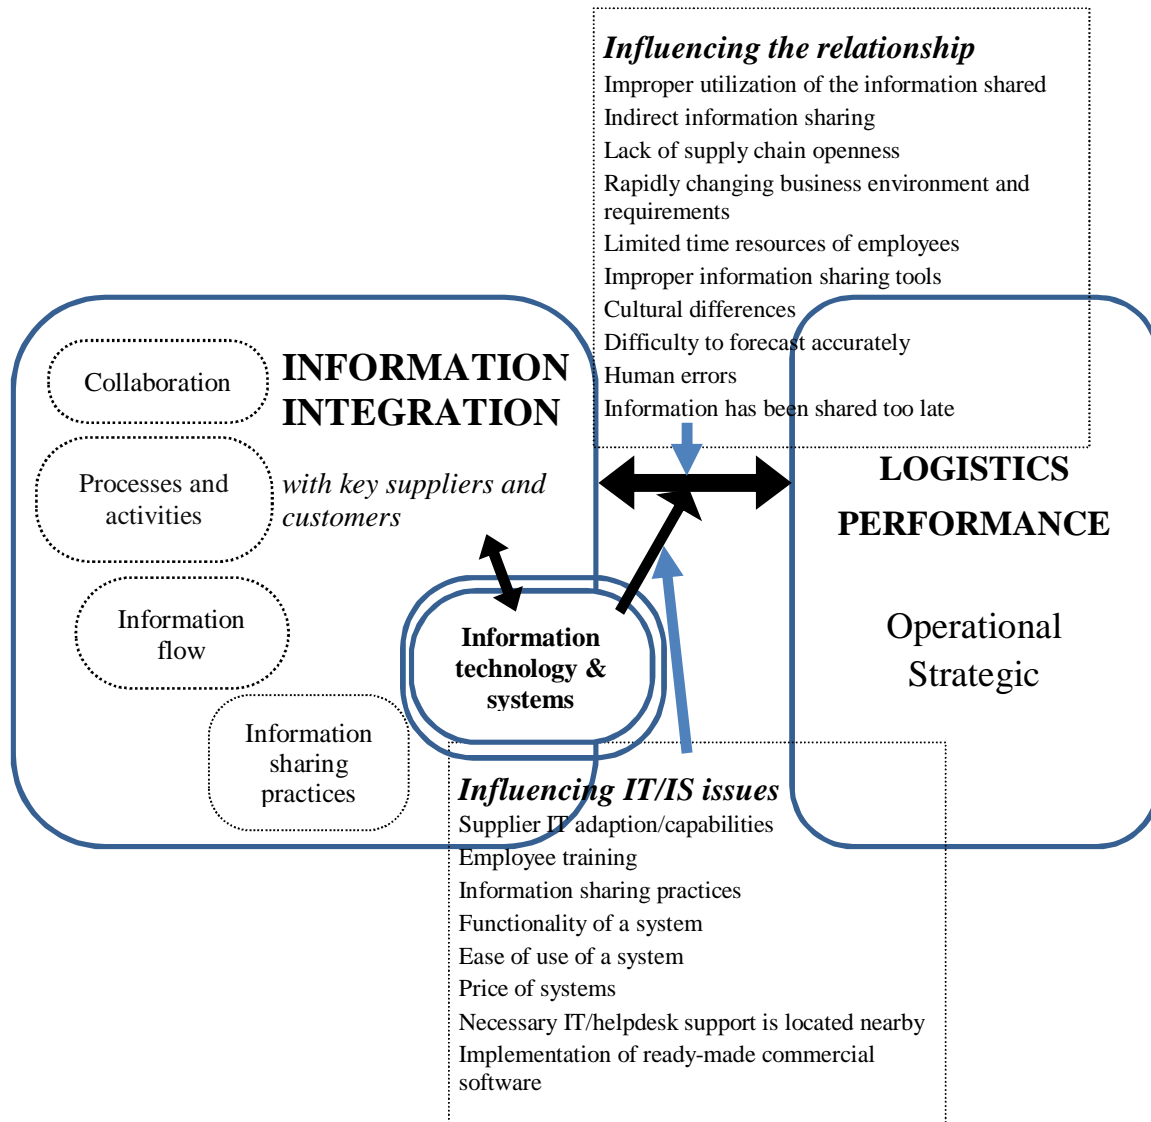 Influencing the relationship
Improper utilization of the information shared
Indirect information sharing
Lack of supply chain openness
Rapidly changing business environment and
requirements
Limited time resources of employees
Improper information sharing tools
Cultural differences
Difficulty to forecast accurately
Human errors
Information has been shared too late
INFORMATION
INTEGRATION
with key suppliers and
customers
Collaboration
Processes and
activities
Information
flow
Information
sharing
practices
Information
technology &
systems
LOGISTICS
PERFORMANCE
Operational
Strategic
Influencing IT/IS issues
Supplier IT adaption/capabilities
Employee training
Information sharing practices
Functionality of a system
Ease of use of a system
Price of systems
Necessary IT/helpdesk support is located nearby
Implementation of ready-made commercial
software